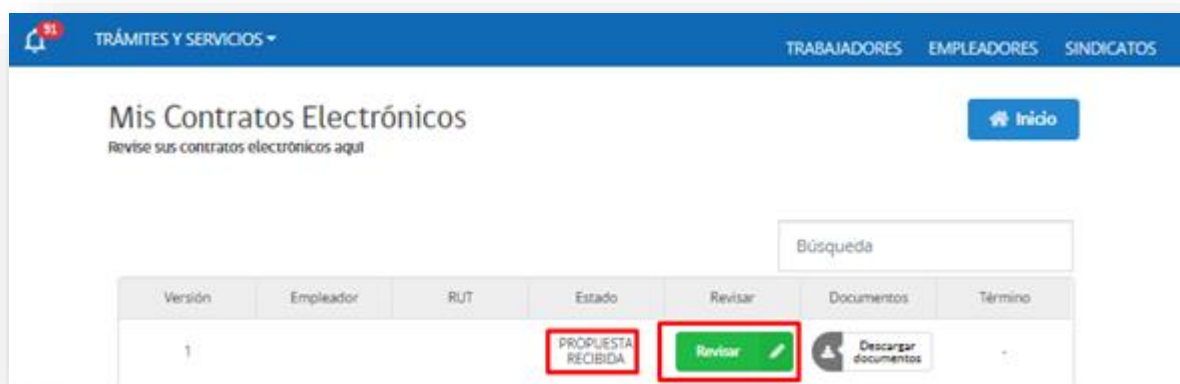 91
TRÁMITES Y SERVICIOS
TRABAJADORES EMPLEADORES SINDICATOS
Mis Contratos Electrónicos
Inicio
Revise sus contratos electrónicos aquí
Búsqueda
Versión Empleador RUT Estado Revisar Documentos Término
1 PROPUESTA RECIBIDA Revisar Descargar documentos -